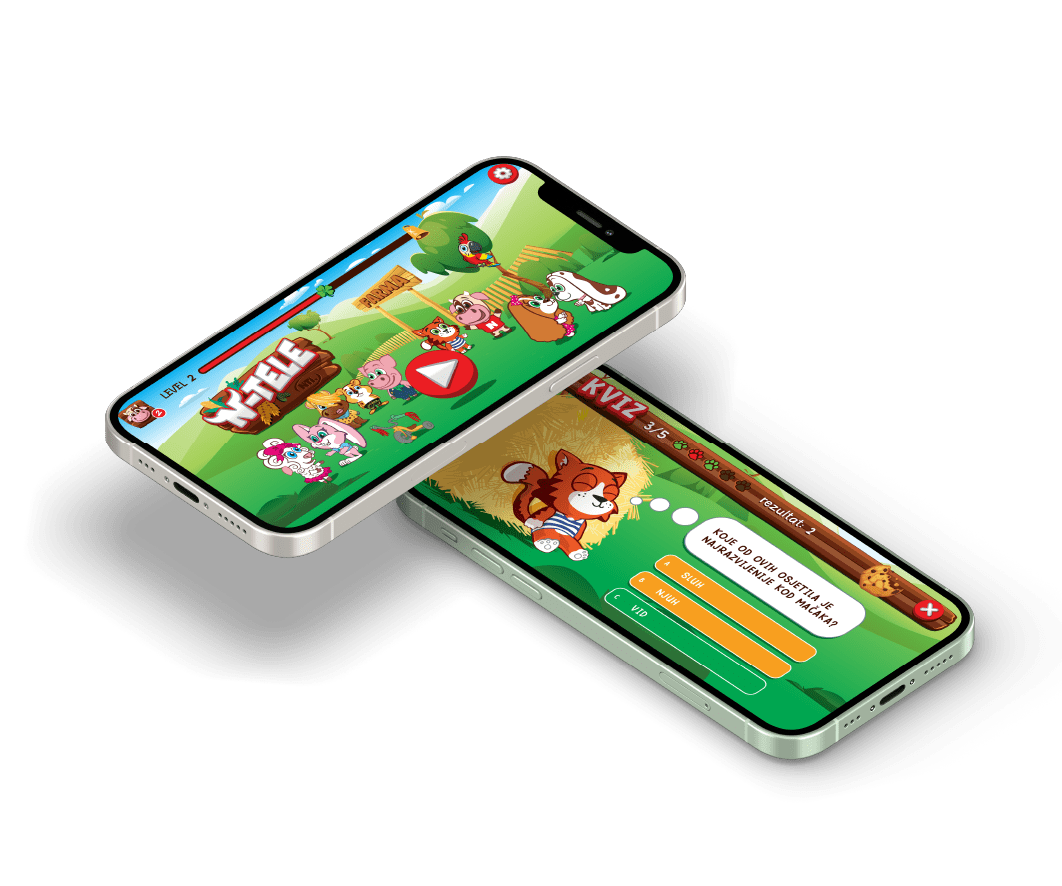 LEVEL 2
2
N-TELE
FARMA
N
KVIZ
3/5
rezultat: 2
KOJE OD OVIH OSJETILA JE
NAJRAZVIJENIJE KOD MAČAKA?
A SLUH
B NJUH
C VID